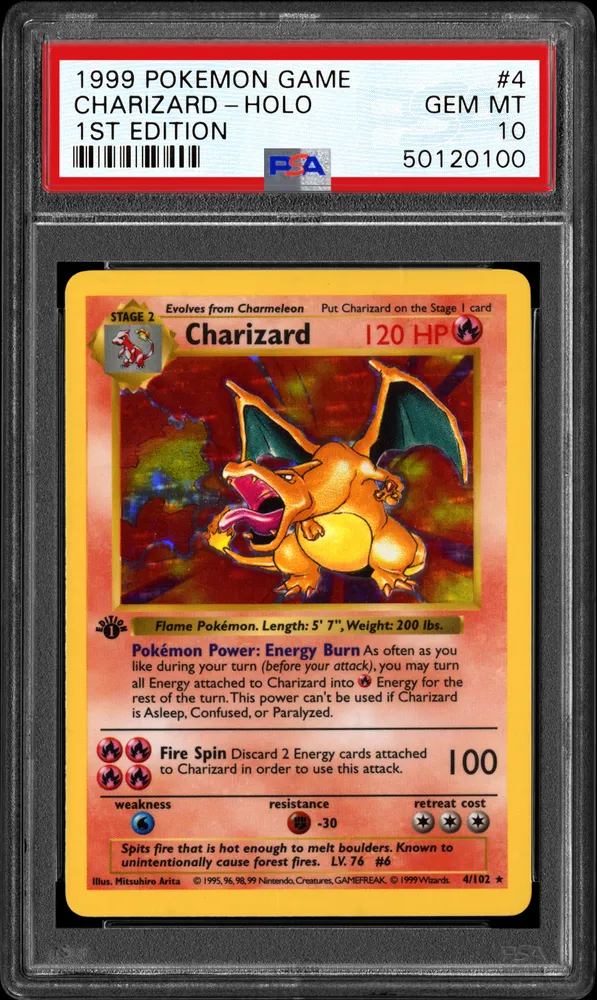 1999 POKEMON GAME #4
CHARIZARD – HOLO GEM MT
1ST EDITION 10
PSA 50120100
STAGE 2 Evolves from Charmeleon Put Charizard on the Stage 1 card
Charizard 120 HP
EDITION 1
Flame Pokémon. Length: 5' 7", Weight: 200 lbs.
Pokémon Power: Energy Burn As often as you
like during your turn (before your attack), you may turn
all Energy attached to Charizard into Energy for the
rest of the turn. This power can't be used if Charizard
is Asleep, Confused, or Paralyzed.
Fire Spin Discard 2 Energy cards attached
to Charizard in order to use this attack. 100
weakness resistance retreat cost
-30
Spits fire that is hot enough to melt boulders. Known to
unintentionally cause forest fires. LV. 76 #6
Illus. Mitsuhiro Arita © 1995, 96, 98, 99 Nintendo, Creatures, GAMEFREAK. © 1999 Wizards. 4/102 ★
PSA